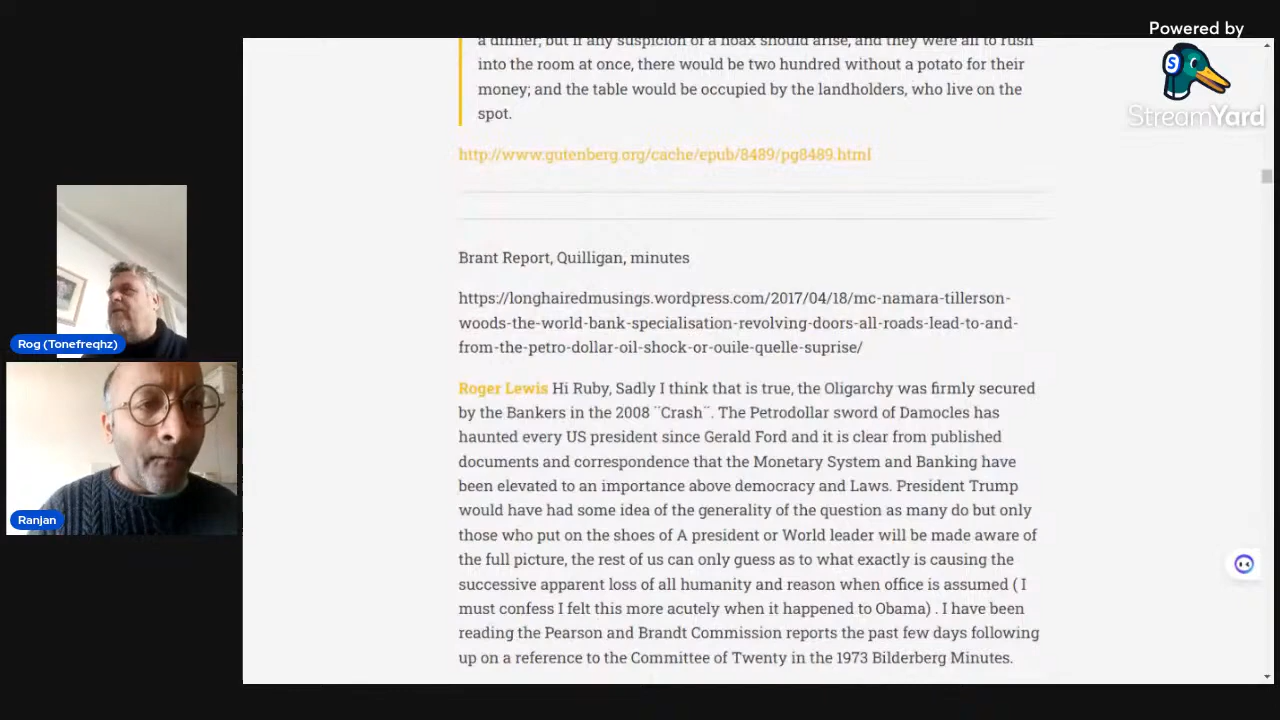 Powered by
StreamYard
a dinner; but if any suspicion of a hoax should arise, and they were all to rush
into the room at once, there would be two hundred without a potato for their
money; and the table would be occupied by the landholders, who live on the
spot.
http://www.gutenberg.org/cache/epub/8489/pg8489.html
Brant Report, Quilligan, minutes
https://longhairedmusings.wordpress.com/2017/04/18/mc-namara-tillerson-
woods-the-world-bank-specialisation-revolving-doors-all-roads-lead-to-and-
from-the-petro-dollar-oil-shock-or-ouile-quelle-suprise/
Roger Lewis Hi Ruby, Sadly I think that is true, the Oligarchy was firmly secured
by the Bankers in the 2008 ¨Crash¨. The Petrodollar sword of Damocles has
haunted every US president since Gerald Ford and it is clear from published
documents and correspondence that the Monetary System and Banking have
been elevated to an importance above democracy and Laws. President Trump
would have had some idea of the generality of the question as many do but only
those who put on the shoes of A president or World leader will be made aware of
the full picture, the rest of us can only guess as to what exactly is causing the
successive apparent loss of all humanity and reason when office is assumed ( I
must confess I felt this more acutely when it happened to Obama) . I have been
reading the Pearson and Brandt Commission reports the past few days following
up on a reference to the Committee of Twenty in the 1973 Bilderberg Minutes.
Rog (Tonefreqhz)
Ranjan